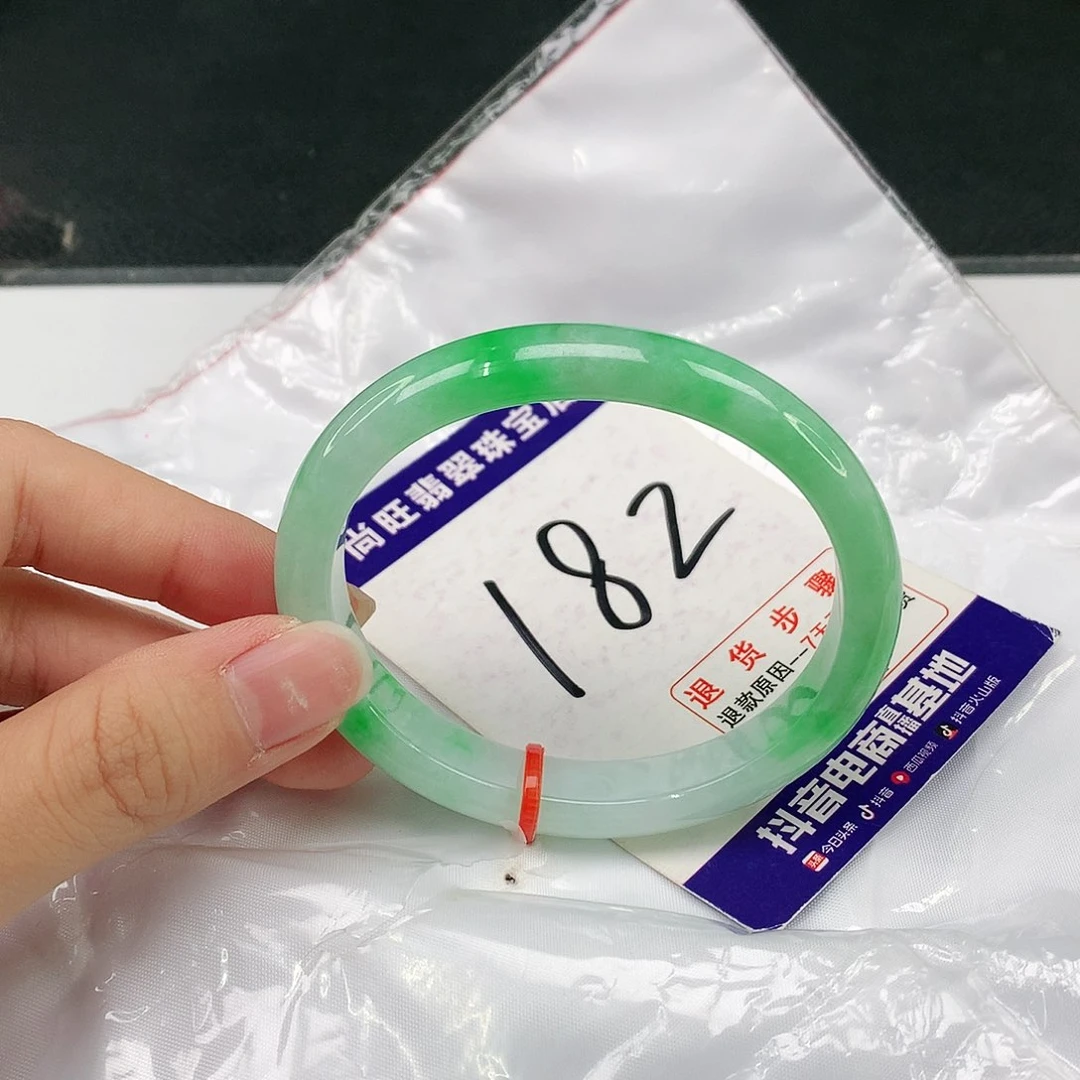 尚旺翡翠珠宝
182
退货步骤
退款原因--7天
抖音电商直播基地
头条 今日头条 抖音 西瓜视频 抖音火山版